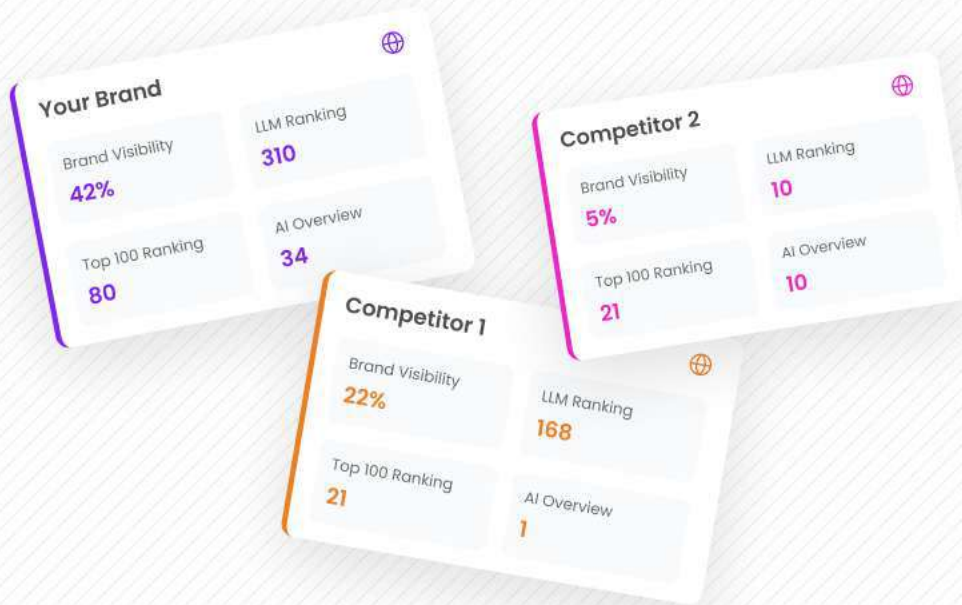 Your Brand
Brand Visibility
42%
LLM Ranking
310
Top 100 Ranking
80
AI Overview
34
Competitor 2
Brand Visibility
5%
LLM Ranking
10
Top 100 Ranking
21
AI Overview
10
Competitor 1
Brand Visibility
22%
LLM Ranking
168
Top 100 Ranking
21
AI Overview
1